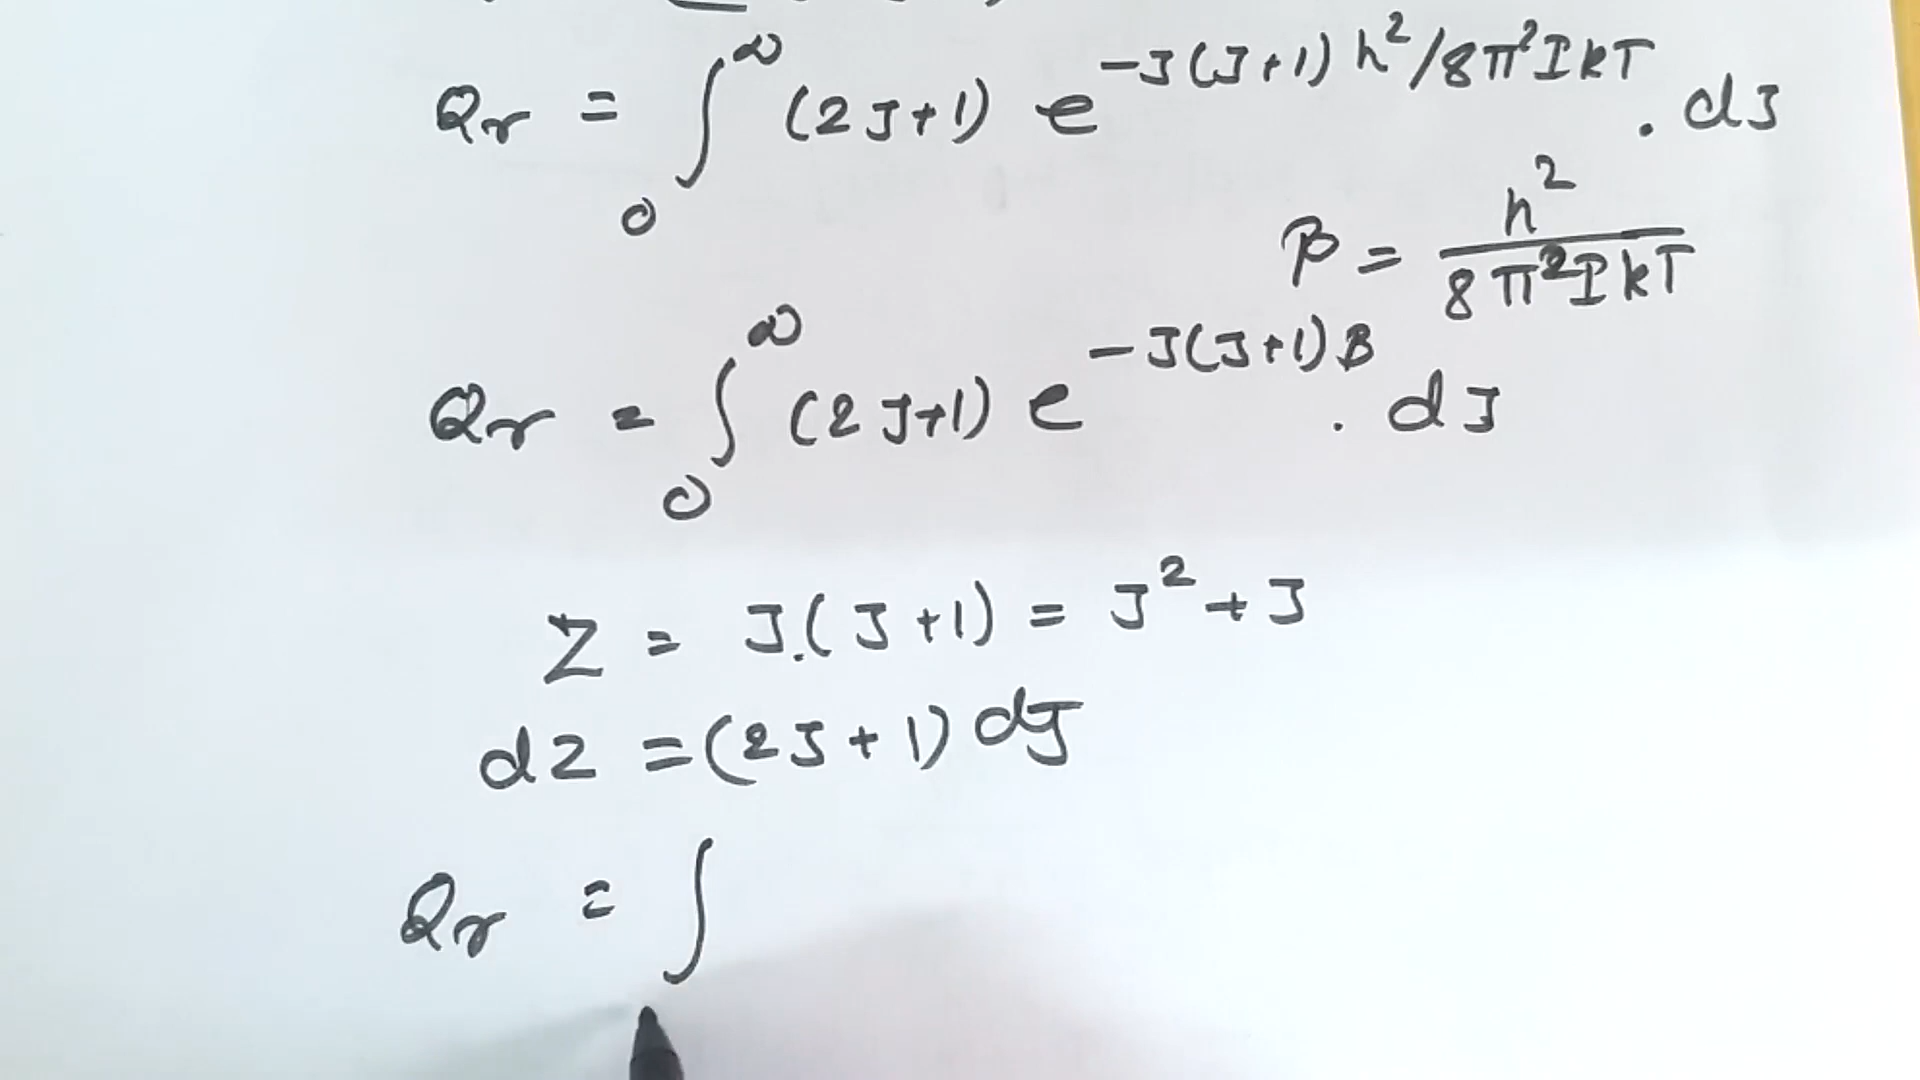 Qr = ∫₀^∞ (2J+1) e^(-J(J+1)h²/8π²IkT) . dJ
β = h²/8π²IkT
Qr = ∫₀^∞ (2J+1) e^(-J(J+1)β) . dJ
Z = J.(J+1) = J²+J
dZ = (2J+1) dJ
Qr = ∫